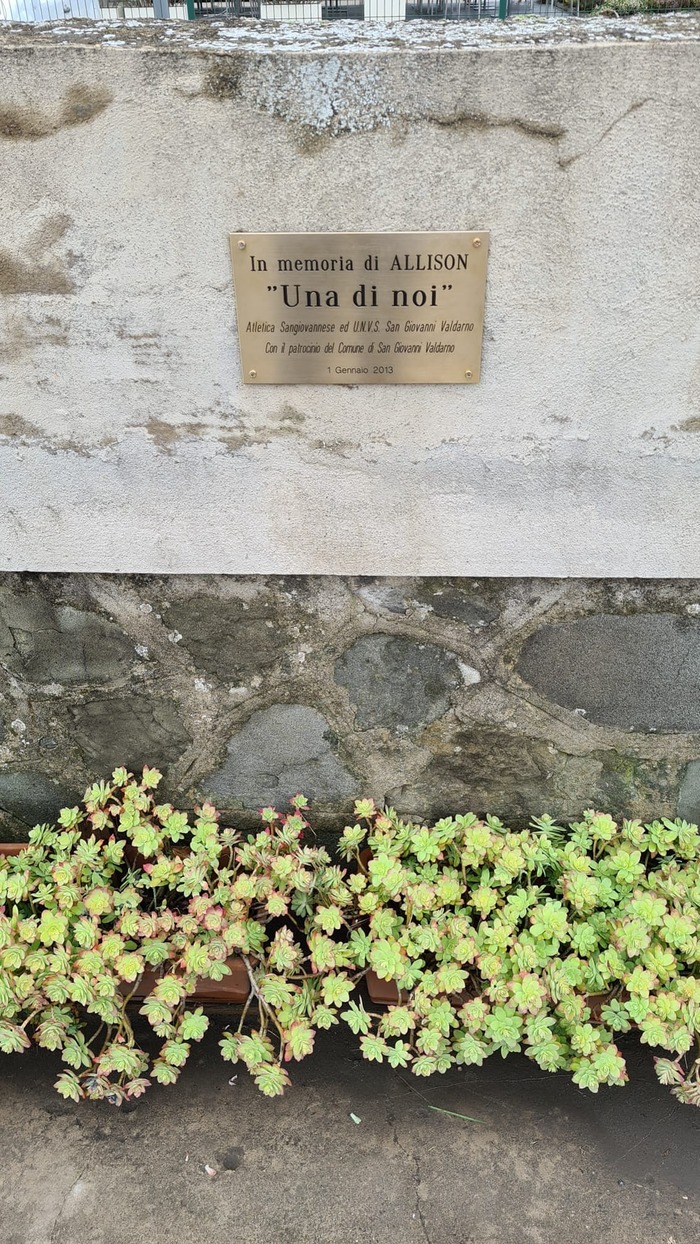 In memoria di ALLISON
"Una di noi"
Atletica Sangiovannese ed U.N.V.S. San Giovanni Valdarno
Con il patrocinio del Comune di San Giovanni Valdarno
1 Gennaio 2013